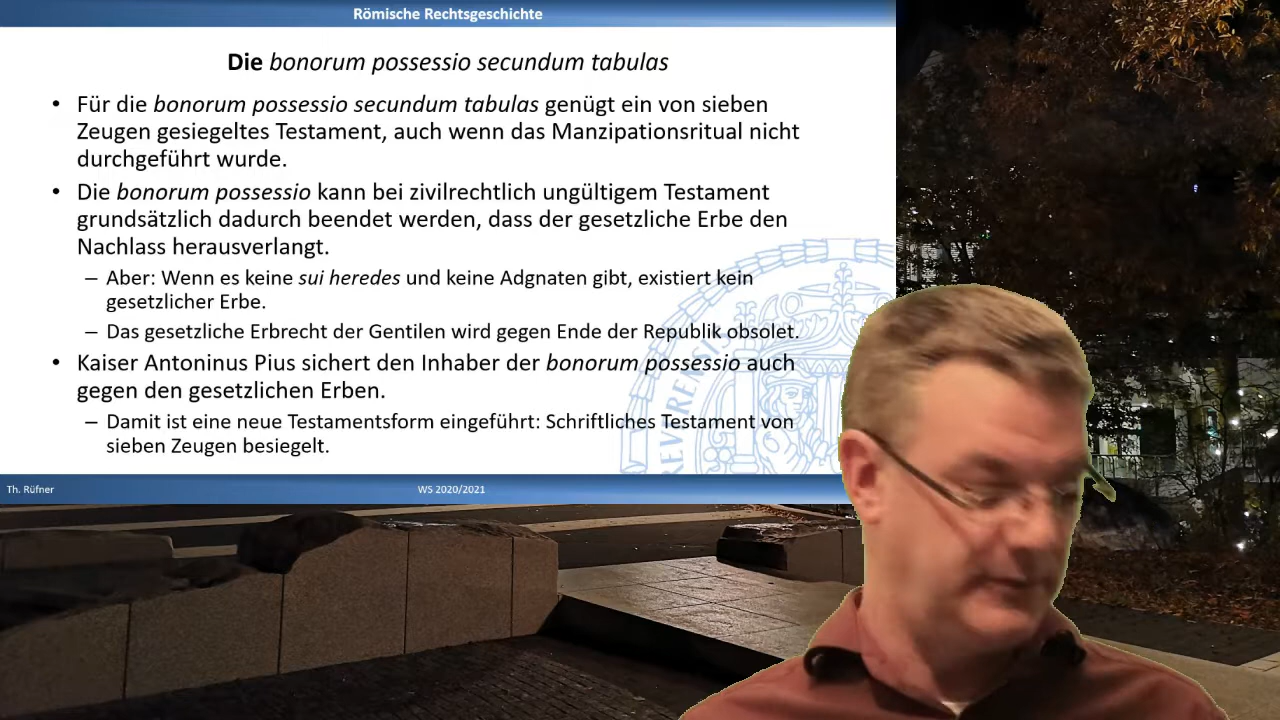 Römische Rechtsgeschichte
Die bonorum possessio secundum tabulas
• Für die bonorum possessio secundum tabulas genügt ein von sieben
Zeugen gesiegeltes Testament, auch wenn das Manzipationsritual nicht
durchgeführt wurde.
• Die bonorum possessio kann bei zivilrechtlich ungültigem Testament
grundsätzlich dadurch beendet werden, dass der gesetzliche Erbe den
Nachlass herausverlangt.
– Aber: Wenn es keine sui heredes und keine Adgnaten gibt, existiert kein
gesetzlicher Erbe.
– Das gesetzliche Erbrecht der Gentilen wird gegen Ende der Republik obsolet.
• Kaiser Antoninus Pius sichert den Inhaber der bonorum possessio auch
gegen den gesetzlichen Erben.
– Damit ist eine neue Testamentsform eingeführt: Schriftliches Testament von
sieben Zeugen besiegelt.
Th. Rüfner
WS 2020/2021